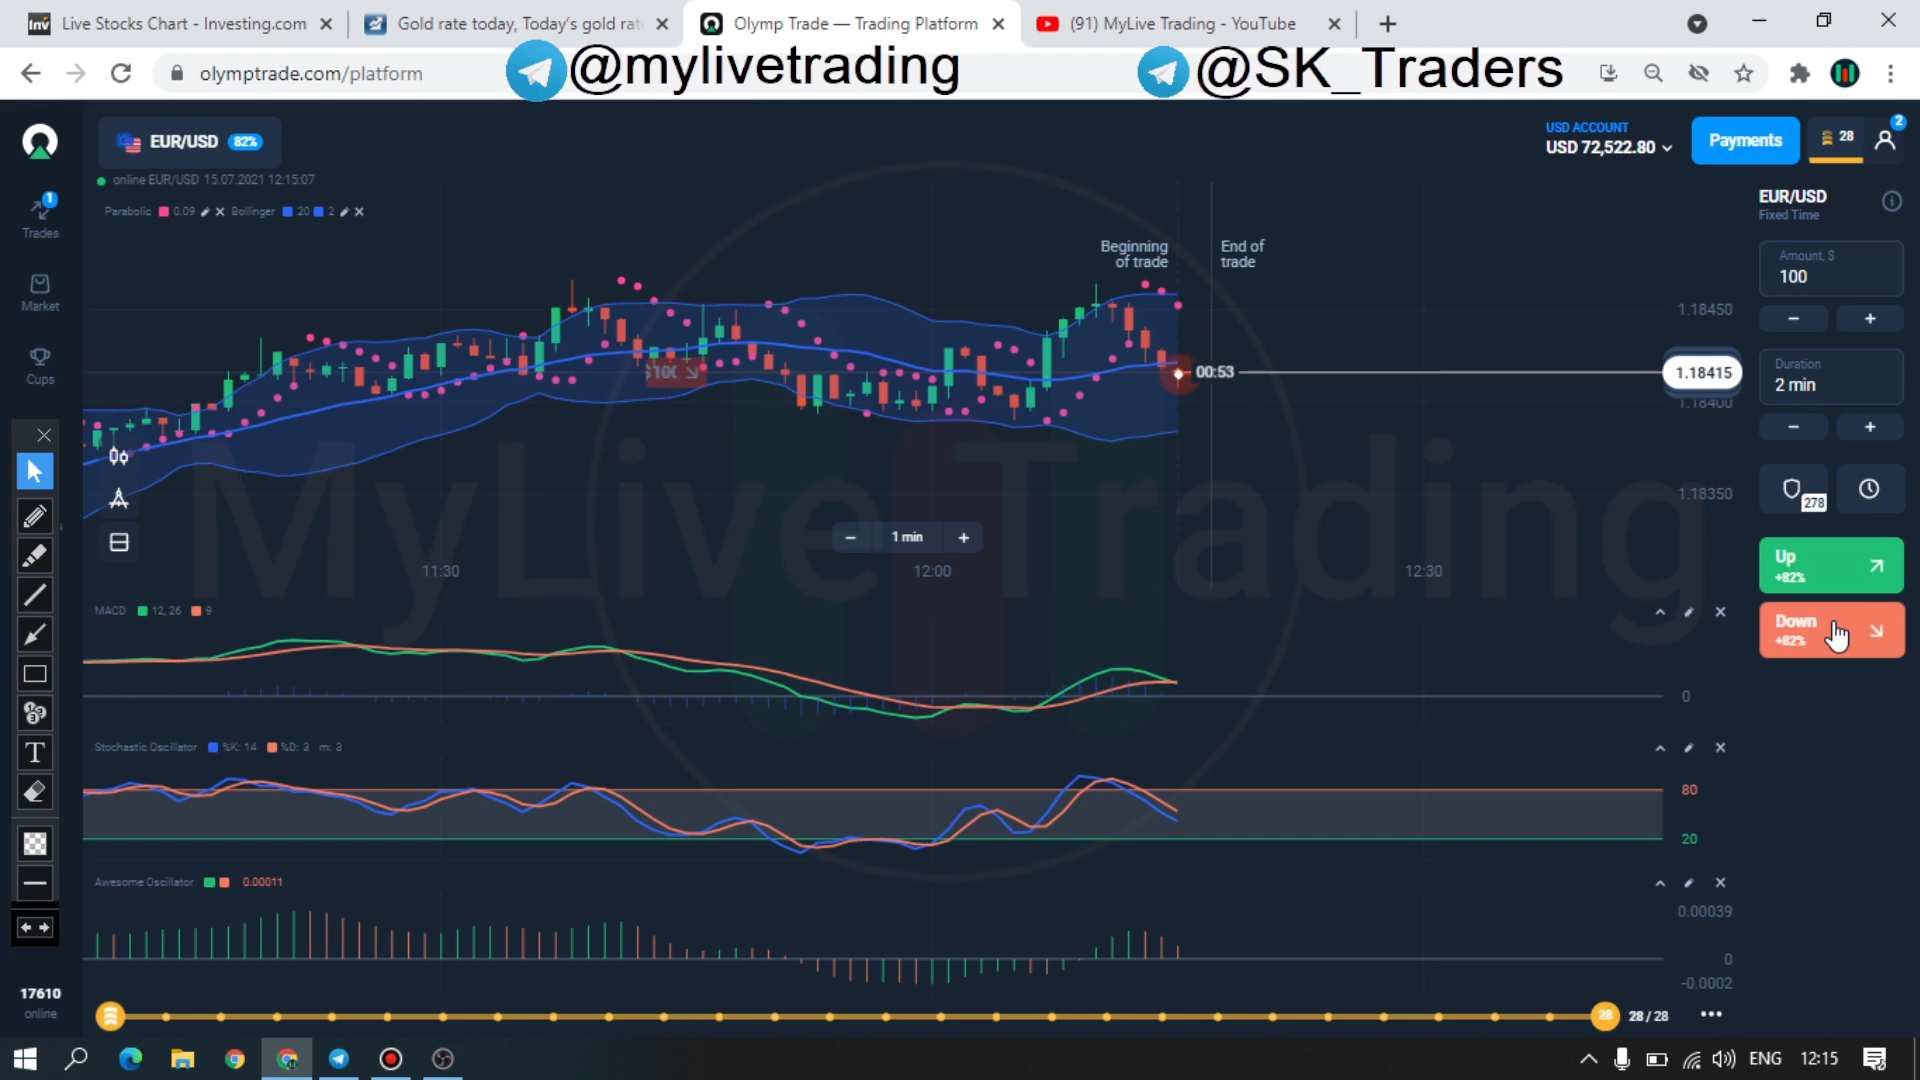 Live Stocks Chart - Investing.com
Gold rate today, Today's gold rat
Olymp Trade — Trading Platform
(91) MyLive Trading - YouTube
olymptrade.com/platform
@mylivetrading
@SK_Traders
EUR/USD 82%
USD ACCOUNT
USD 72,522.80
Payments
28
2
online EUR/USD 15.07.2021 12:15:07
Parabolic 0.09 Bollinger 20 2
1
Trades
Market
Cups
Beginning
of trade
End of
trade
EUR/USD
Fixed Time
Amount, $
100
- +
Duration
2 min
- +
278
Up
+82%
Down
+82%
1.18450
$100
00:53
1.18415
1.18400
1.18350
MyLive Trading
- 1 min +
11:30
12:00
12:30
MACD 12, 26 9
0
Stochastic Oscillator %K: 14 %D: 3 m: 3
80
20
Awesome Oscillator 0.00011
0.00039
0
-0.0002
T
17610
online
28
28 / 28
ENG
12:15